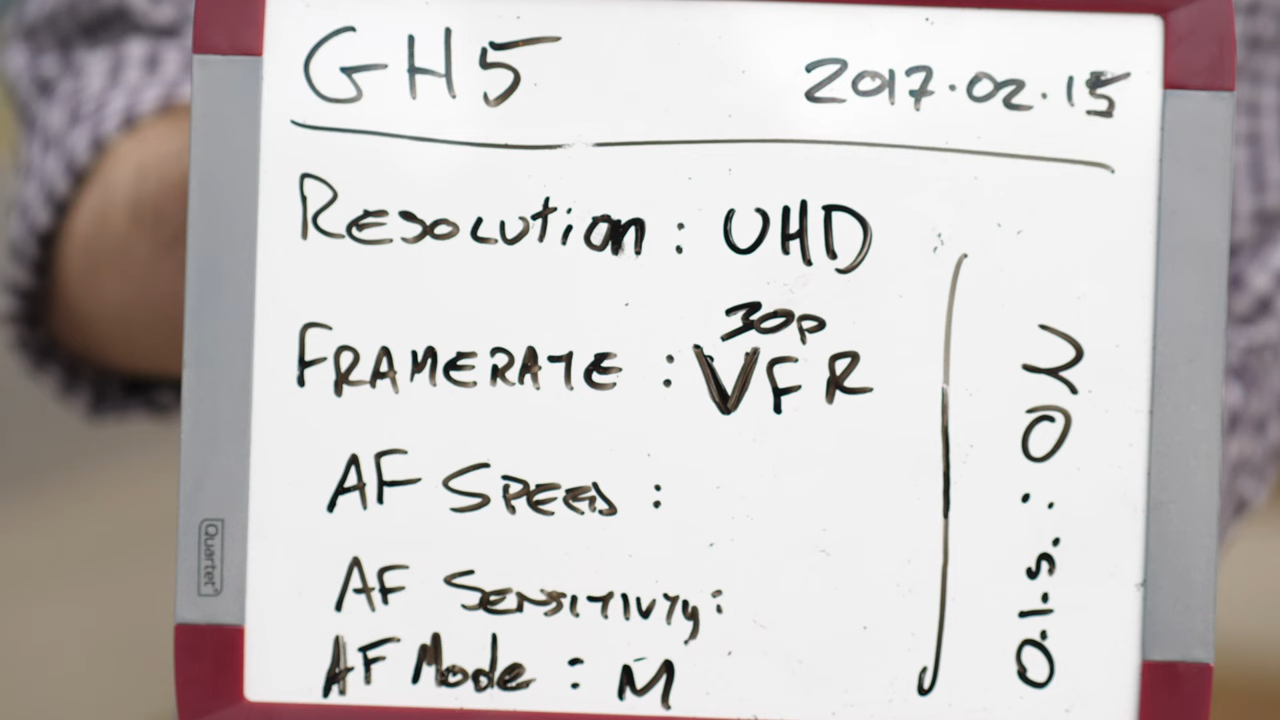 GH5 2017.02.15
RESOLUTION : UHD
30p
FRAMERATE : VFR
AF SPEED :
AF SENSITIVITY :
AF Mode : M
O.I.S. : ON
Quartet